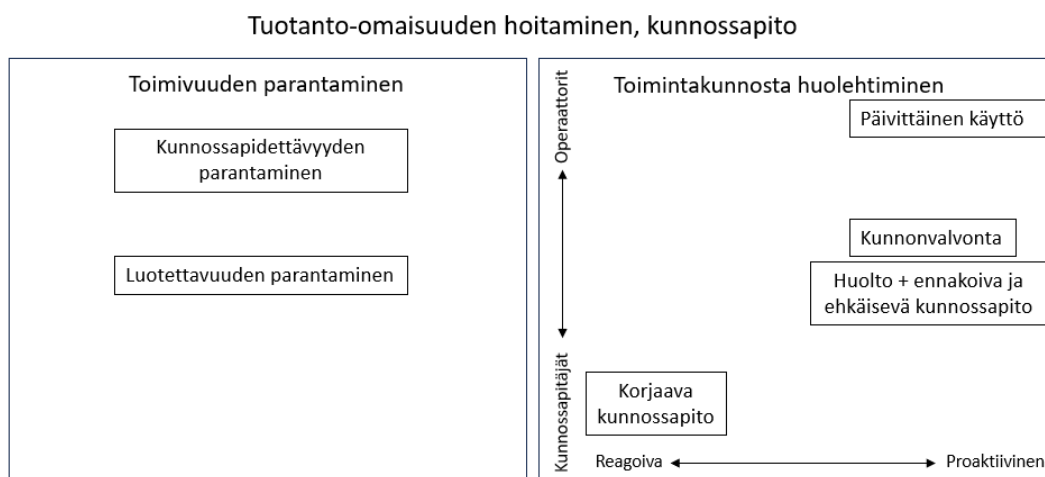 Tuotanto-omaisuuden hoitaminen, kunnossapito
Toimivuuden parantaminen
Kunnossapidettävyyden
parantaminen
Luotettavuuden parantaminen
Toimintakunnosta huolehtiminen
Operaattorit
Kunnossapitäjät
Päivittäinen käyttö
Kunnonvalvonta
Huolto + ennakoiva ja
ehkäisevä kunnossapito
Korjaava
kunnossapito
Reagoiva
Proaktiivinen